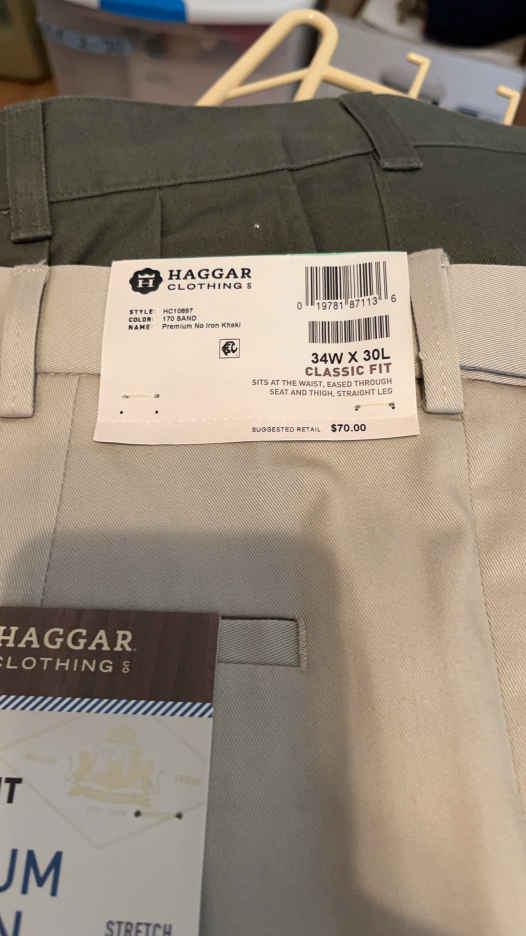 HAGGAR
CLOTHING CO
STYLE: HC10897
COLOR: 170 SAND
NAME: Premium No Iron Khaki
0 19781 87113 6
34W X 30L
CLASSIC FIT
SITS AT THE WAIST, EASED THROUGH
SEAT AND THIGH, STRAIGHT LEG
SUGGESTED RETAIL $70.00
HAGGAR
CLOTHING CO
IT
UM
N
STRETCH